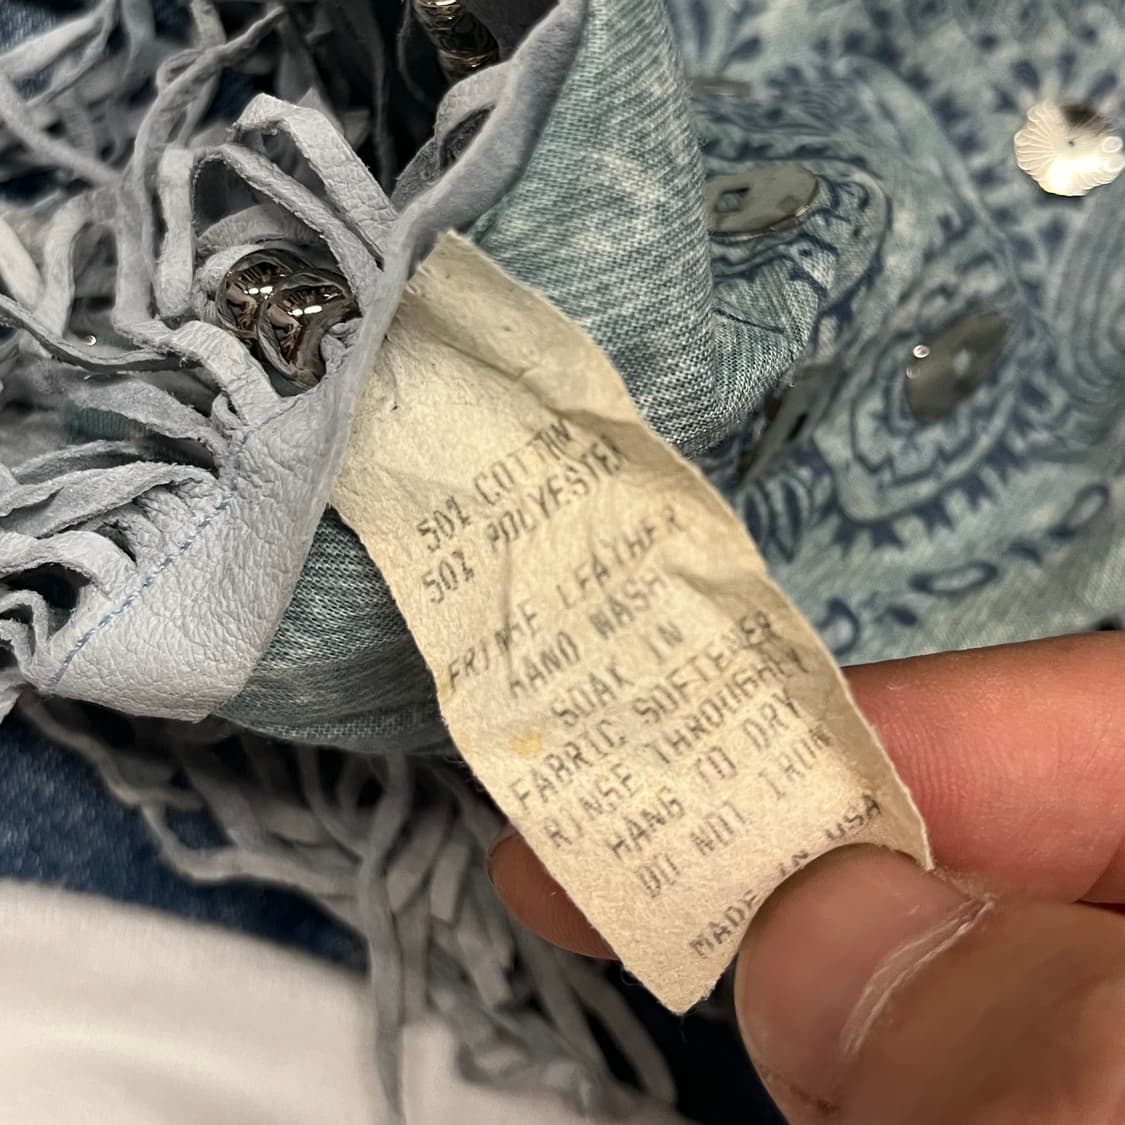 50% COTTON
50% POLYESTER
FRINGE LEATHER
HAND WASH
SOAK IN
FABRIC SOFTENER
RINSE THROUGHLY
HANG TO DRY
DO NOT IRON
MADE IN USA